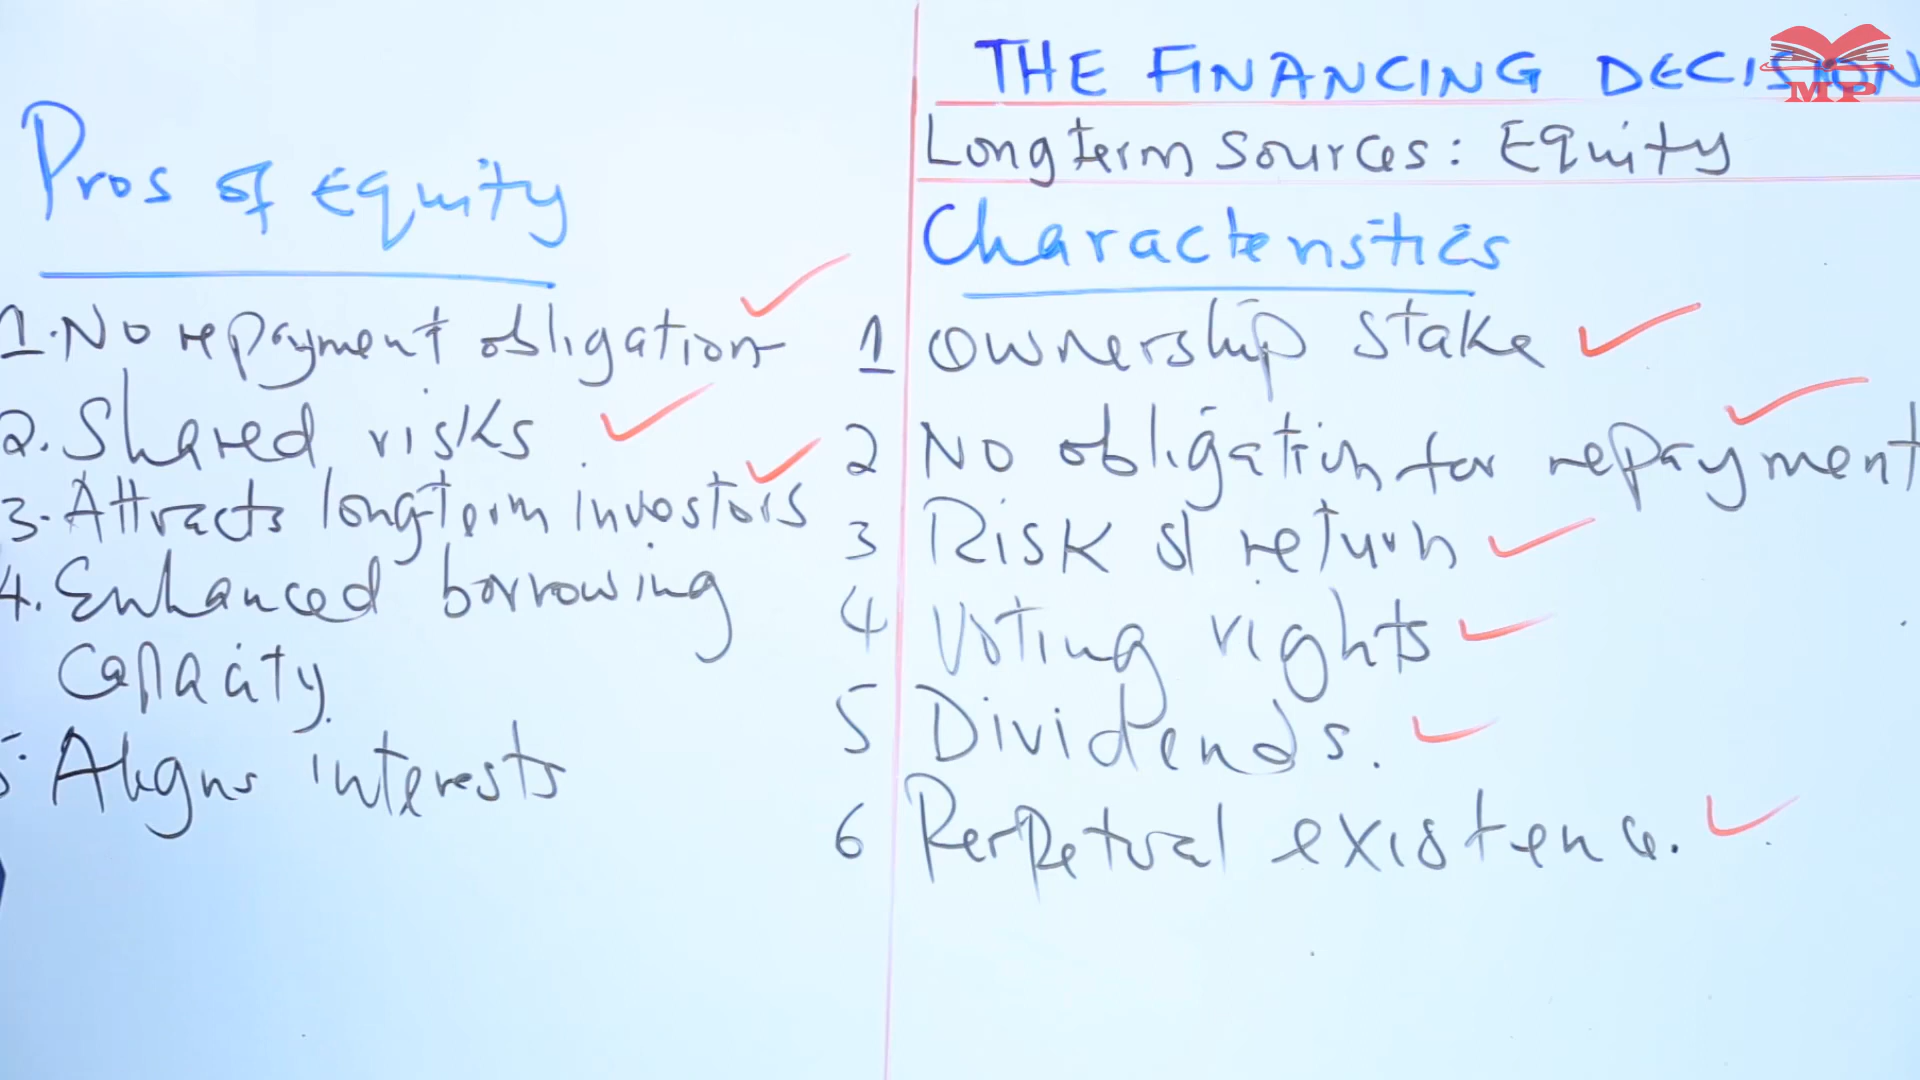 THE FINANCING DECISION
MP
Long term sources: Equity
Characteristics
1 Ownership stake
2 No obligation for repayment
3 Risk & return
4 Voting rights
5 Dividends.
6 Perpetual existence.
Pros of Equity
1. No repayment obligation
2. Shared risks
3. Attracts long-term investors
4. Enhanced borrowing
capacity.
5. Aligns interests